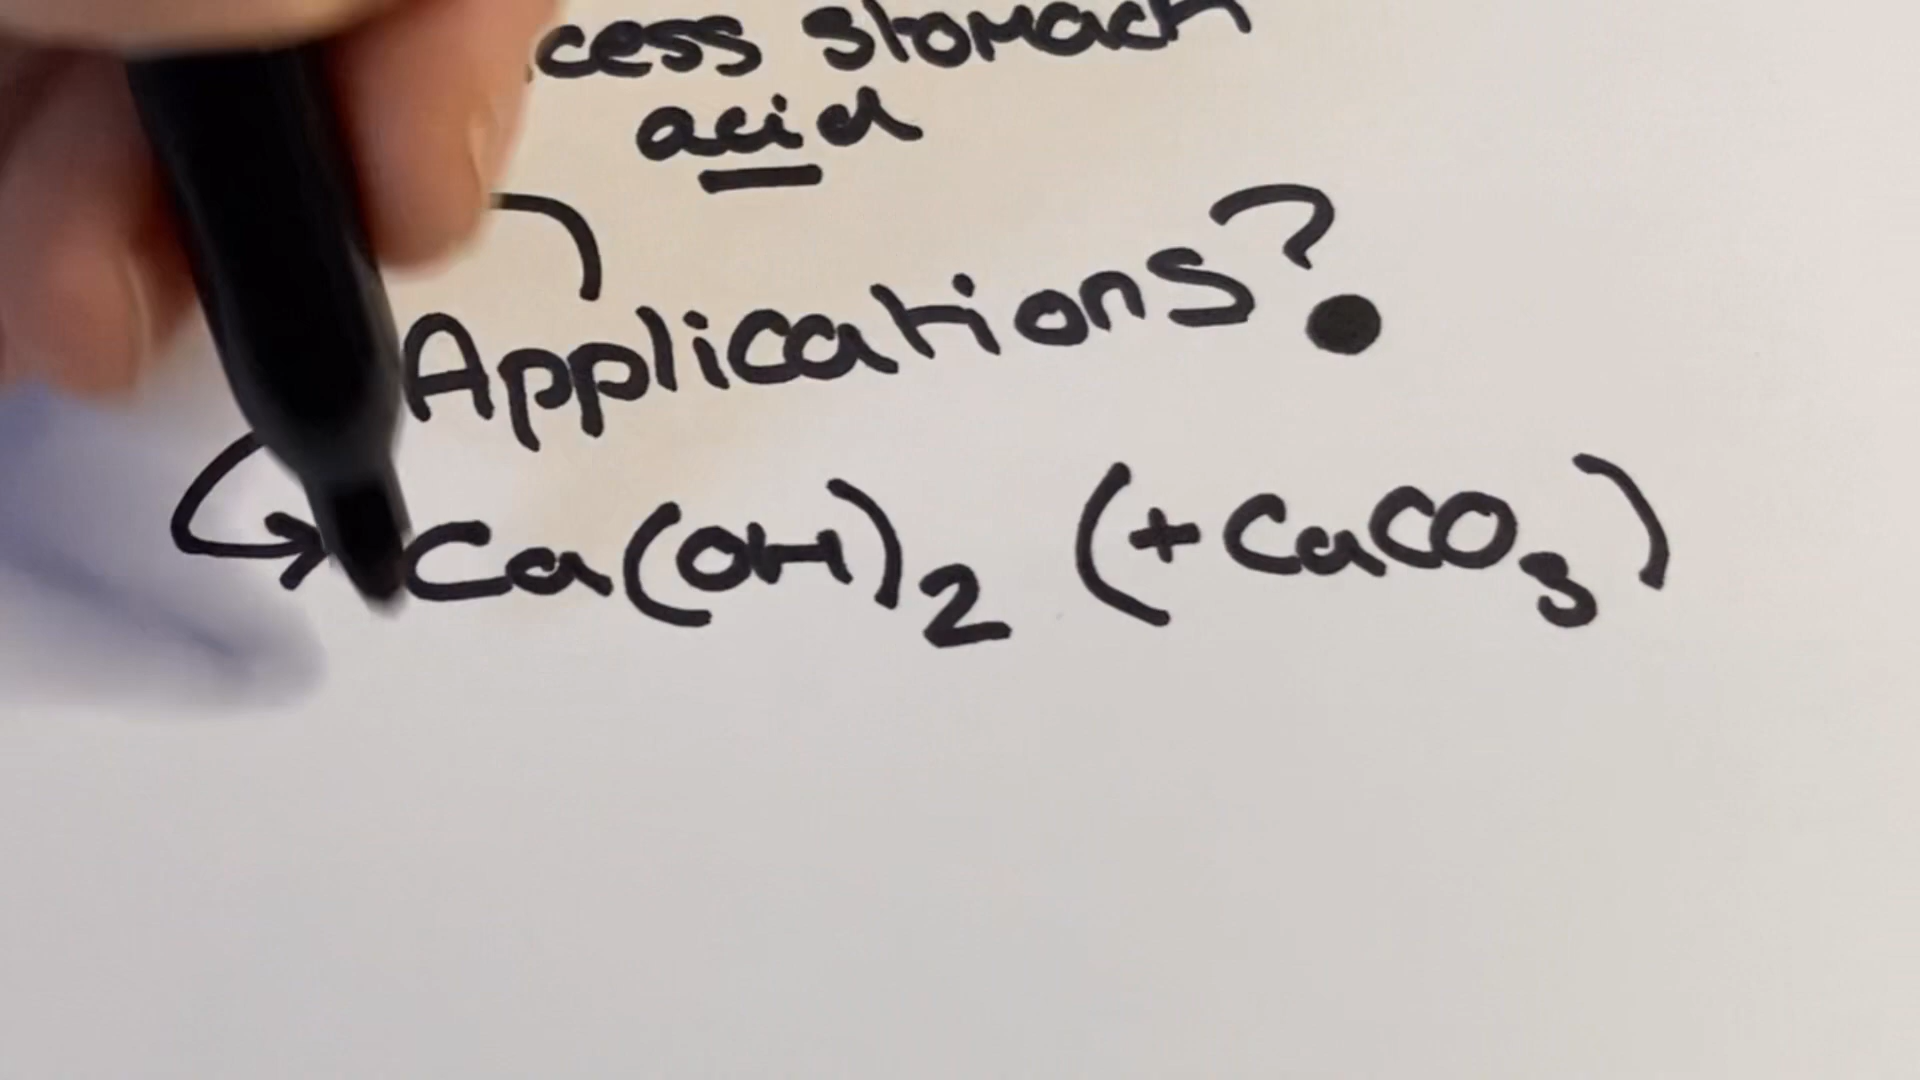 cess stomach
acid
Applications?
Ca(OH)₂ (+CaCO₃)